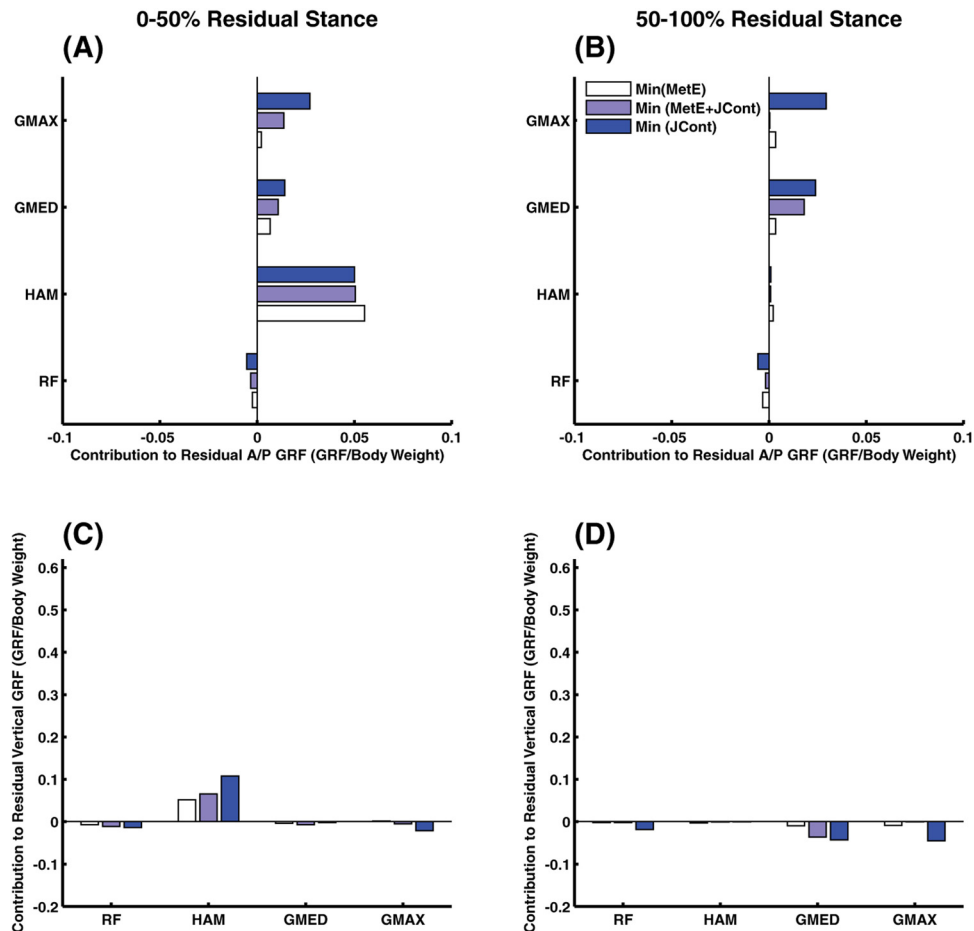 0-50% Residual Stance
50-100% Residual Stance
(A)
GMAX
GMED
HAM
RF
-0.1
-0.05
0
0.05
0.1
Contribution to Residual A/P GRF (GRF/Body Weight)
(B)
Min(MetE)
Min (MetE+JCont)
Min (JCont)
GMAX
GMED
HAM
RF
-0.1
-0.05
0
0.05
0.1
Contribution to Residual A/P GRF (GRF/Body Weight)
(C)
Contribution to Residual Vertical GRF (GRF/Body Weight)
0.6
0.5
0.4
0.3
0.2
0.1
0
-0.1
-0.2
RF
HAM
GMED
GMAX
(D)
Contribution to Residual Vertical GRF (GRF/Body Weight)
0.6
0.5
0.4
0.3
0.2
0.1
0
-0.1
-0.2
RF
HAM
GMED
GMAX